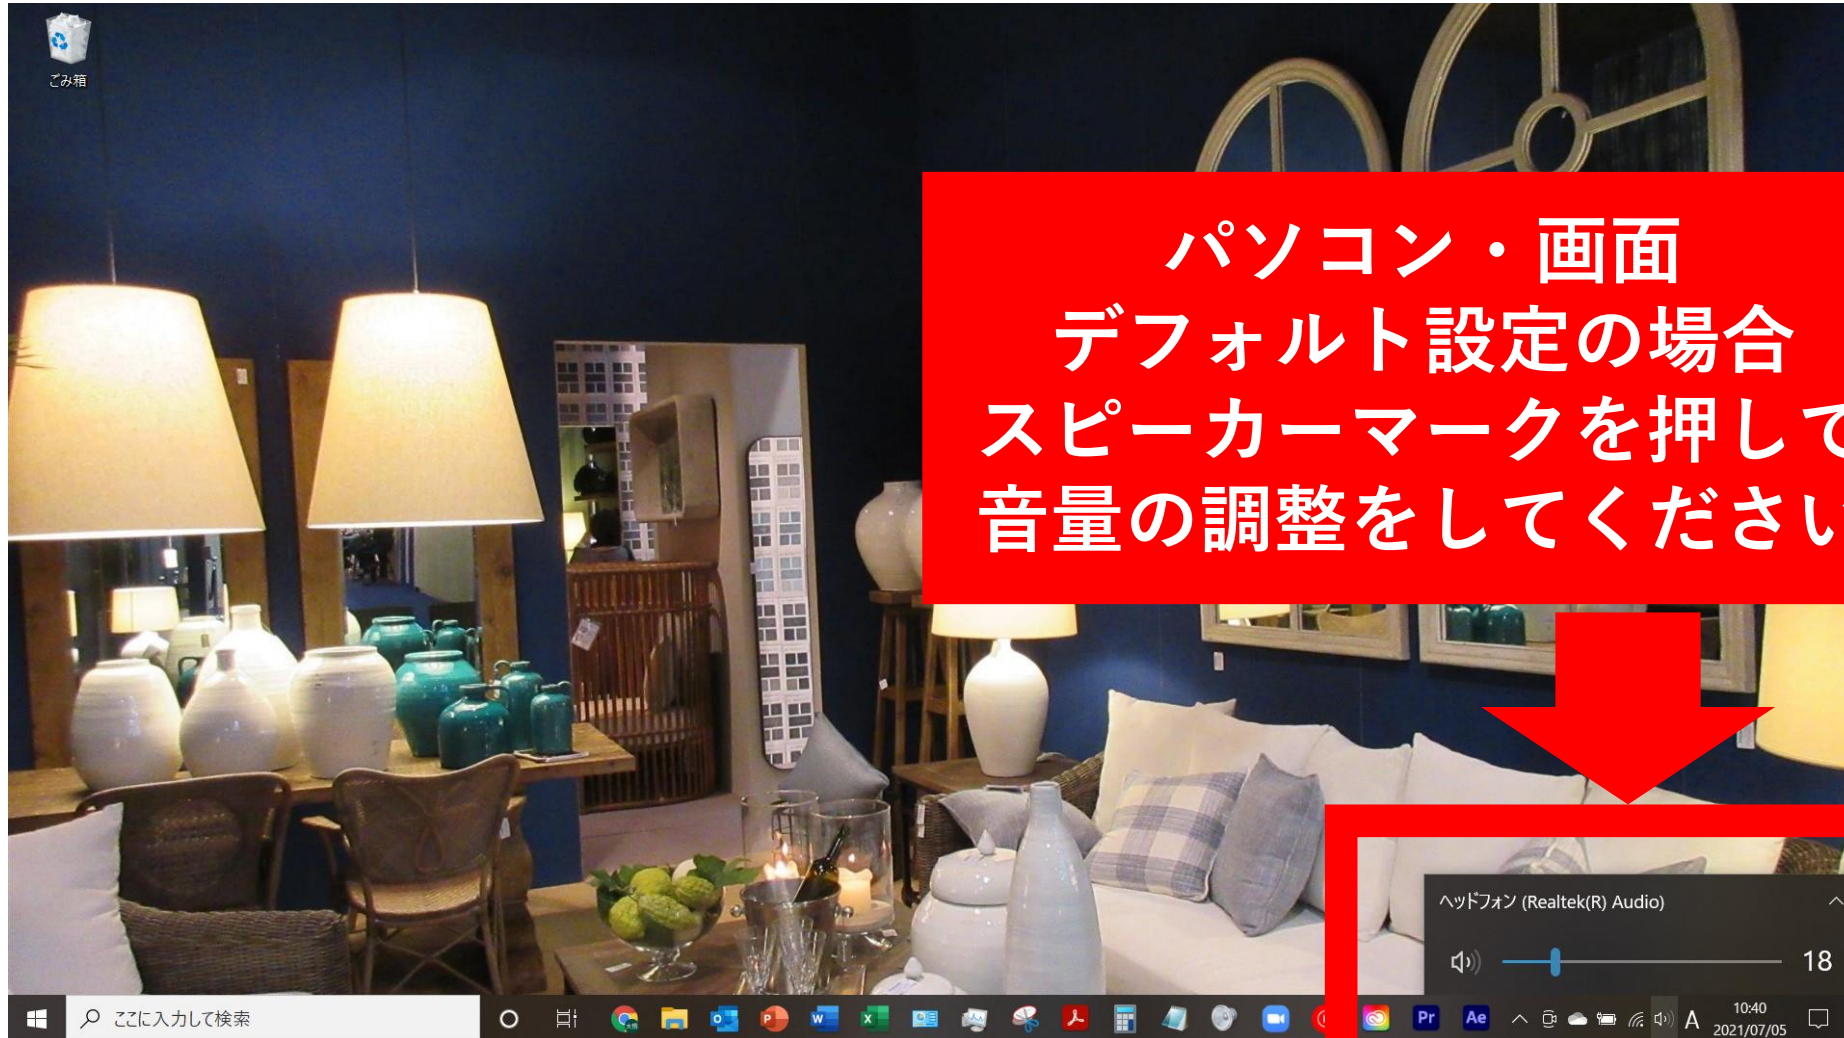 ごみ箱
パソコン・画面
デフォルト設定の場合
スピーカーマークを押して
音量の調整をしてください
ヘッドフォン (Realtek(R) Audio)
18
ここに入力して検索
Pr
Ae
A
10:40
2021/07/05